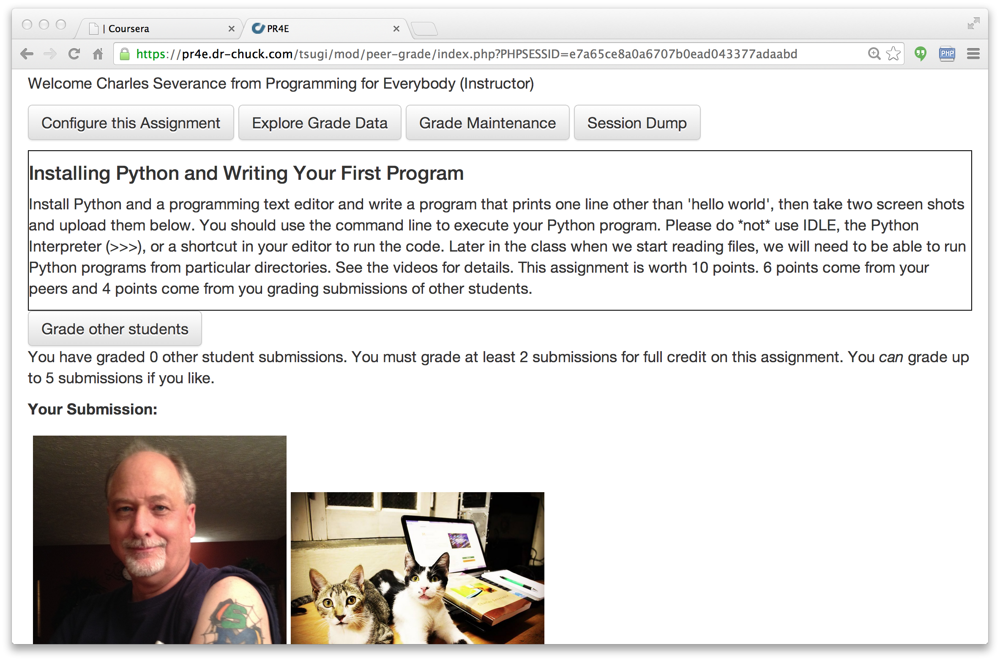 | Coursera
PR4E
https://pr4e.dr-chuck.com/tsugi/mod/peer-grade/index.php?PHPSESSID=e7a65ce8a0a6707b0ead043377adaabd
PHP
Welcome Charles Severance from Programming for Everybody (Instructor)
Configure this Assignment
Explore Grade Data
Grade Maintenance
Session Dump
Installing Python and Writing Your First Program
Install Python and a programming text editor and write a program that prints one line other than 'hello world', then take two screen shots
and upload them below. You should use the command line to execute your Python program. Please do *not* use IDLE, the Python
Interpreter (>>>), or a shortcut in your editor to run the code. Later in the class when we start reading files, we will need to be able to run
Python programs from particular directories. See the videos for details. This assignment is worth 10 points. 6 points come from your
peers and 4 points come from you grading submissions of other students.
Grade other students
You have graded 0 other student submissions. You must grade at least 2 submissions for full credit on this assignment. You can grade up
to 5 submissions if you like.
Your Submission:
S
M
Charles Severance